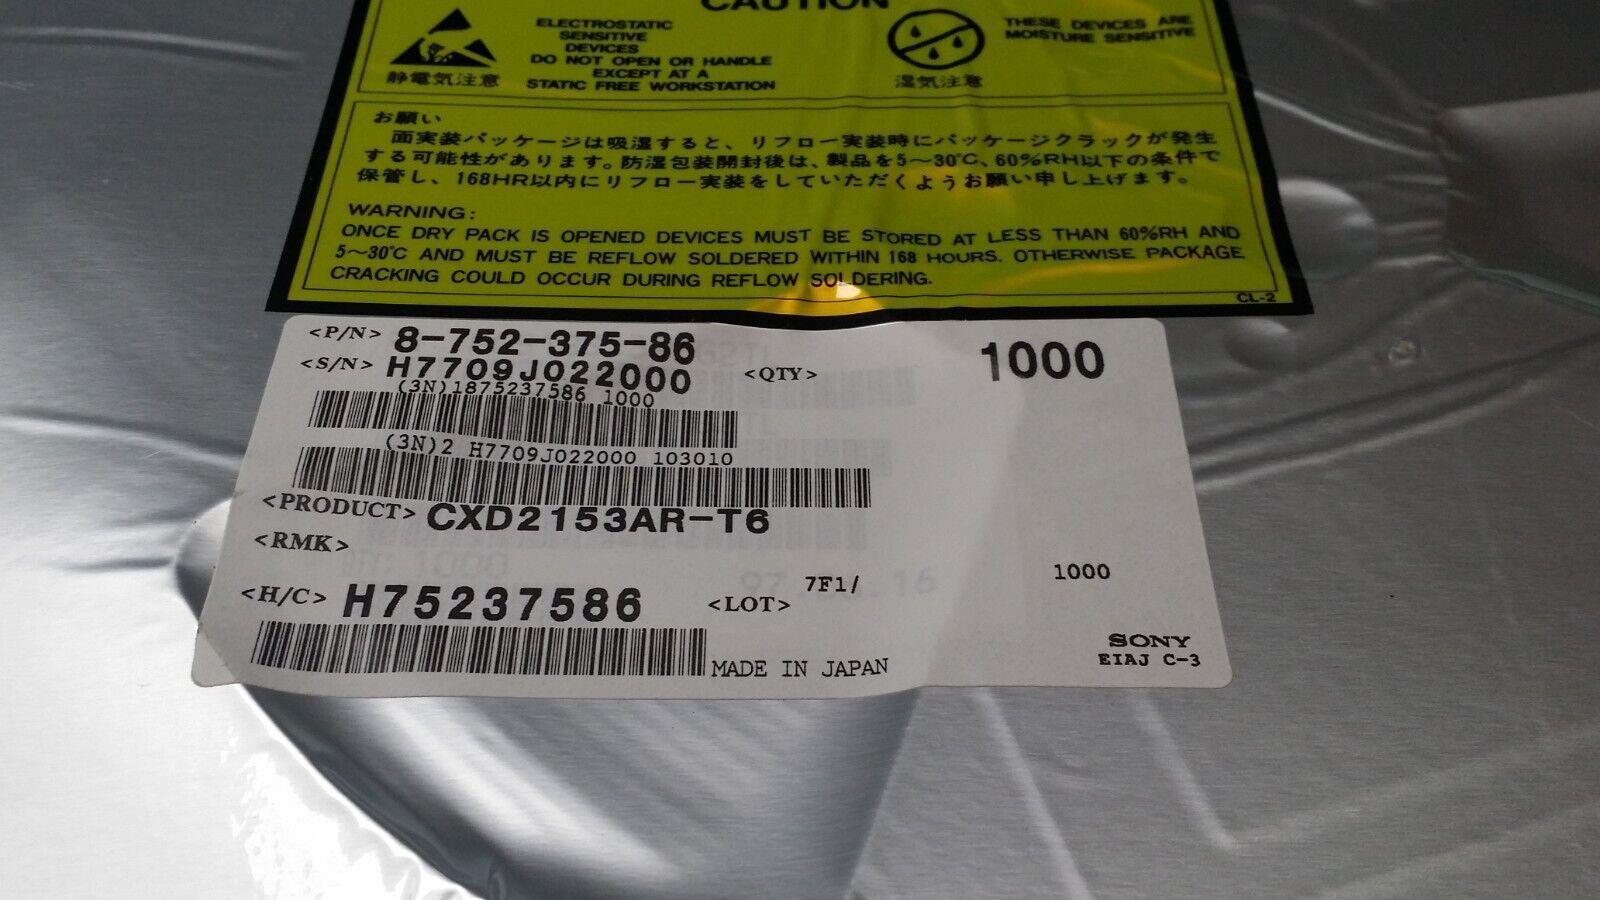 CAUTION
ELECTROSTATIC
SENSITIVE
DEVICES
DO NOT OPEN OR HANDLE
EXCEPT AT A
STATIC FREE WORKSTATION
静電気注意
THESE DEVICES ARE
MOISTURE SENSITIVE
湿気注意
お願い
面実装パッケージは吸湿すると、リフロー実装時にパッケージクラックが発生
する可能性があります。防湿包装開封後は、製品を5～30℃、60%RH以下の条件で
保管し、168HR以内にリフロー実装をしていただくようお願い申し上げます。
WARNING:
ONCE DRY PACK IS OPENED DEVICES MUST BE STORED AT LESS THAN 60%RH AND
5～30℃ AND MUST BE REFLOW SOLDERED WITHIN 168 HOURS. OTHERWISE PACKAGE
CRACKING COULD OCCUR DURING REFLOW SOLDERING.
CL-2
<P/N> 8-752-375-86
<S/N> H7709J022000 <QTY> 1000
(3N)1875237586 1000
(3N)2 H7709J022000 103010
<PRODUCT> CXD2153AR-T6
<RMK>
<H/C> H75237586 <LOT> 7F1/ 1000
MADE IN JAPAN
SONY
EIAJ C-3